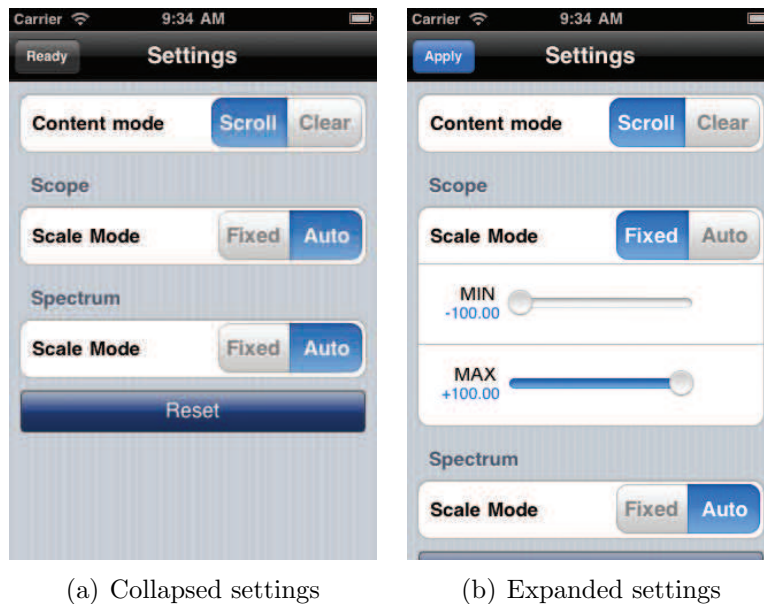 Carrier 9:34 AM
Ready Settings
Content mode Scroll Clear
Scope
Scale Mode Fixed Auto
Spectrum
Scale Mode Fixed Auto
Reset
(a) Collapsed settings
Carrier 9:34 AM
Apply Settings
Content mode Scroll Clear
Scope
Scale Mode Fixed Auto
MIN
-100.00
MAX
+100.00
Spectrum
Scale Mode Fixed Auto
(b) Expanded settings